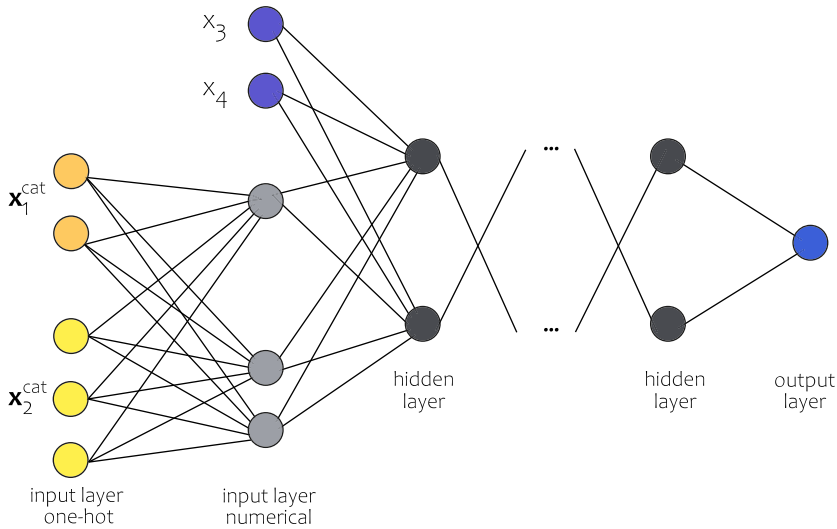 x3
x4
x1cat
x2cat
...
...
hidden
layer
hidden
layer
output
layer
input layer
one-hot
input layer
numerical